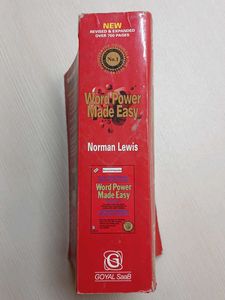 NEW
REVISED & EXPANDED
OVER 700 PAGES
No.1
Word Power
Made Easy
Norman Lewis
Word Power
Made Easy
GS
GOYAL SaaB